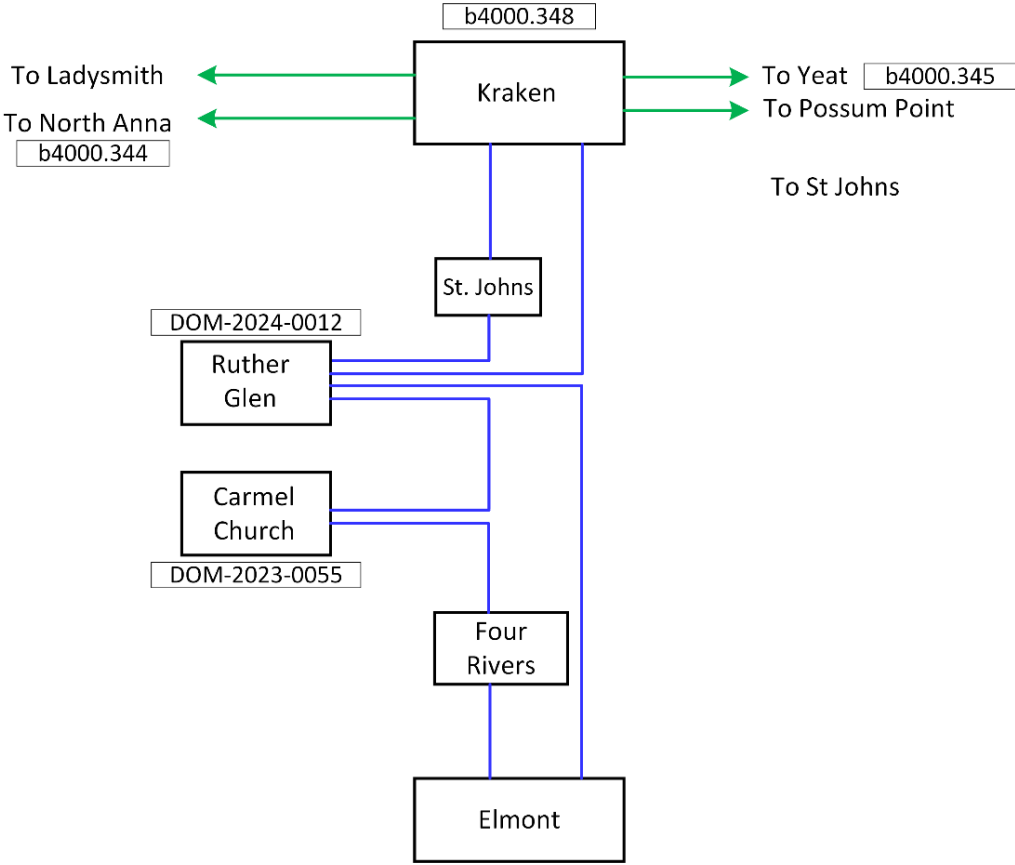 b4000.348
To Ladysmith
Kraken
To Yeat
b4000.345
To North Anna
To Possum Point
b4000.344
To St Johns
St. Johns
DOM-2024-0012
Ruther
Glen
Carmel
Church
DOM-2023-0055
Four
Rivers
Elmont